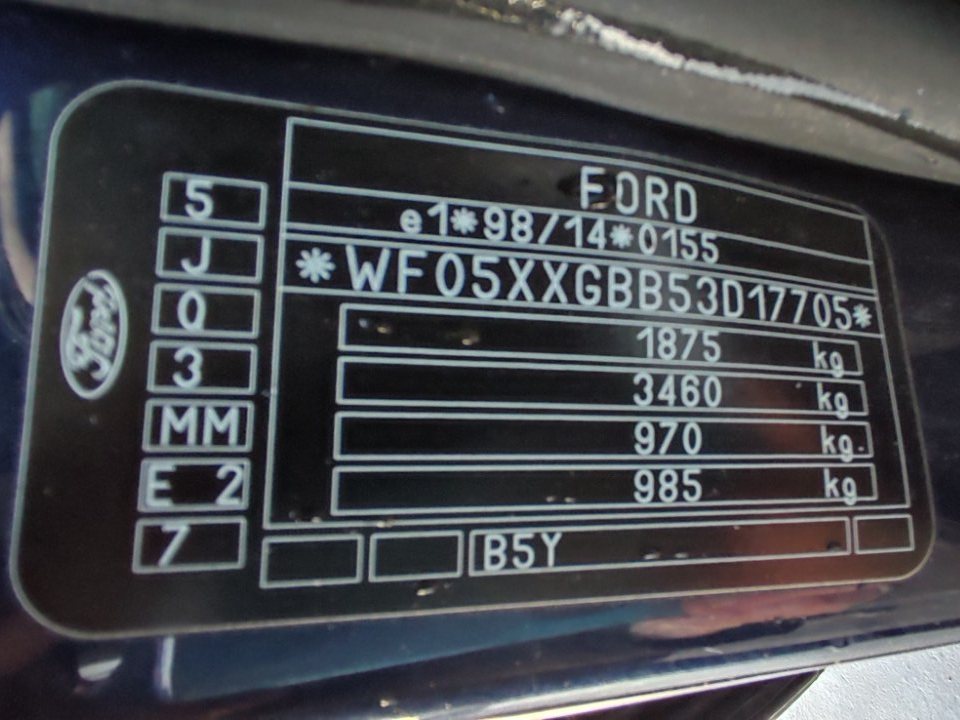 FORD
e1*98/14*0155
*WF05XXGBB53D17705*
1875 kg
3460 kg
970 kg
985 kg
B5Y
5
J
0
3
MM
E 2
7
Ford